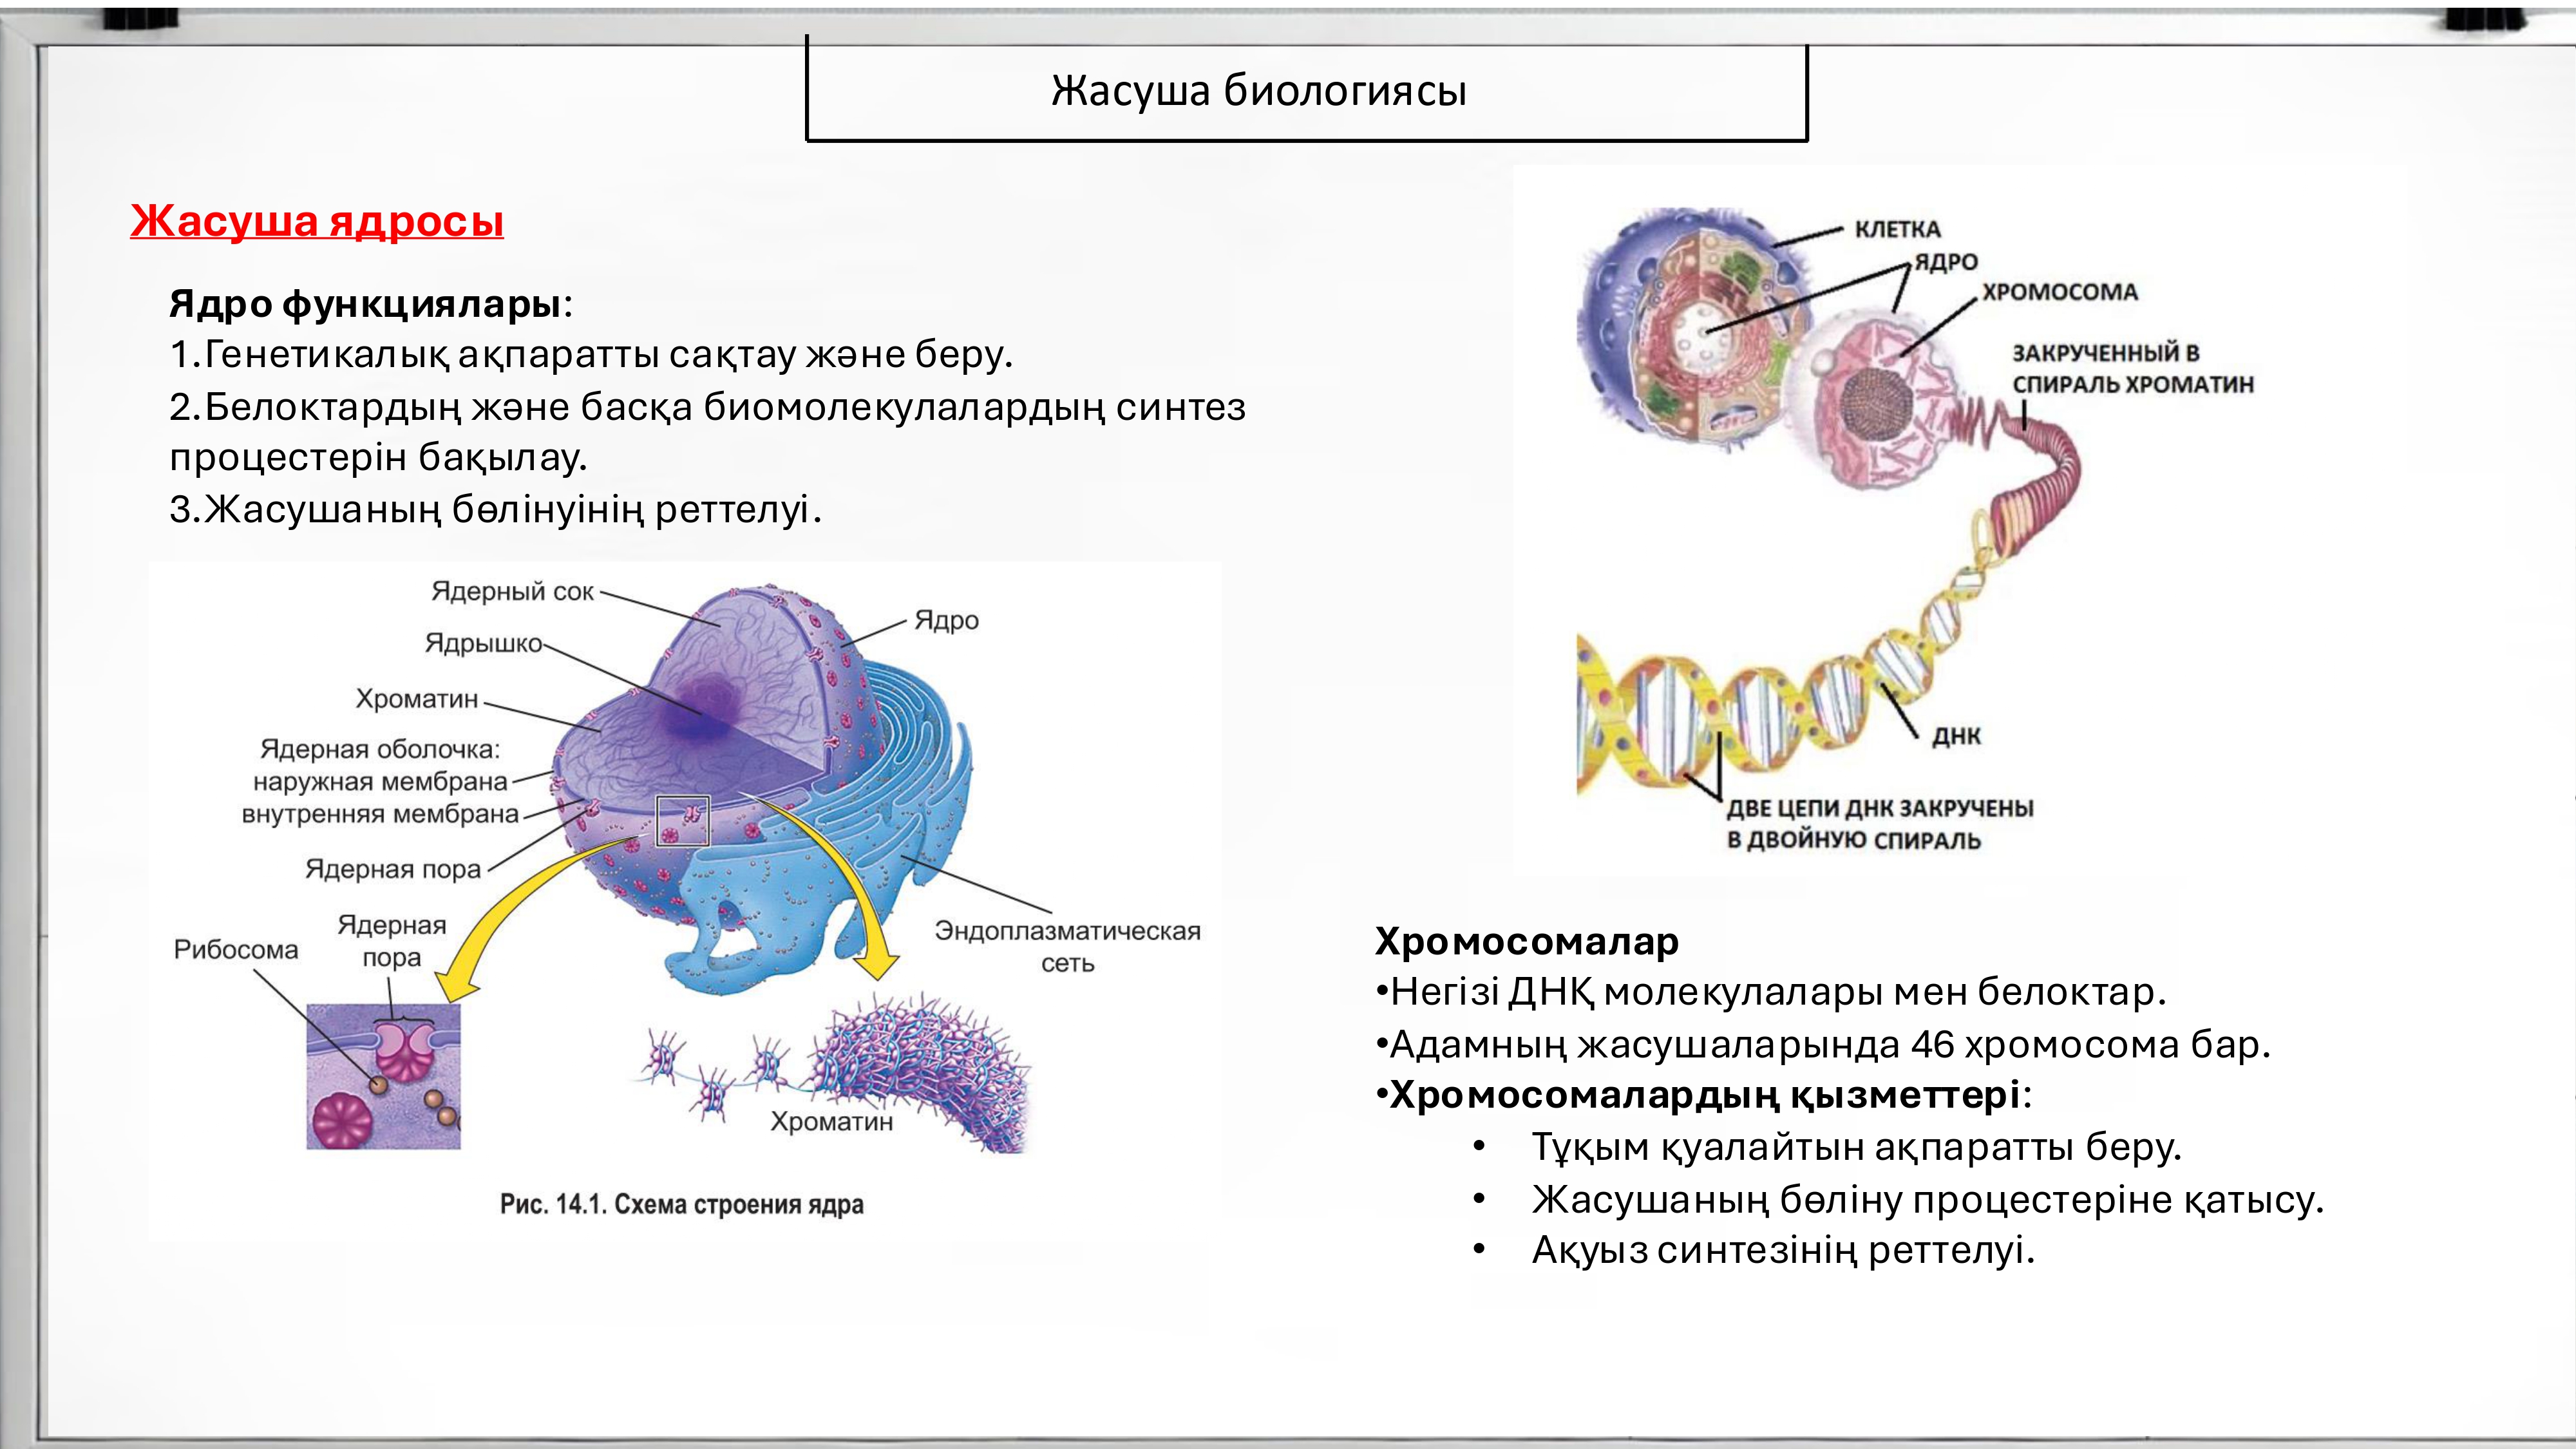 Жасуша биологиясы
Жасуша ядросы
Ядро функциялары:
1.Генетикалық ақпаратты сақтау және беру.
2.Белоктардың және басқа биомолекулалардың синтез
процестерін бақылау.
3.Жасушаның бөлінуінің реттелуі.
Ядерный сок
Ядро
Ядрышко
Хроматин
Ядерная оболочка:
наружная мембрана
внутренняя мембрана
Ядерная пора
Рибосома
Ядерная
пора
Эндоплазматическая
сеть
Хроматин
Рис. 14.1. Схема строения ядра
КЛЕТКА
ЯДРО
ХРОМОСОМА
ЗАКРУЧЕННЫЙ В
СПИРАЛЬ ХРОМАТИН
ДНК
ДВЕ ЦЕПИ ДНК ЗАКРУЧЕНЫ
В ДВОЙНУЮ СПИРАЛЬ
Хромосомалар
•Негізі ДНҚ молекулалары мен белоктар.
•Адамның жасушаларында 46 хромосома бар.
•Хромосомалардың қызметтері:
• Тұқым қуалайтын ақпаратты беру.
• Жасушаның бөліну процестеріне қатысу.
• Ақуыз синтезінің реттелуі.